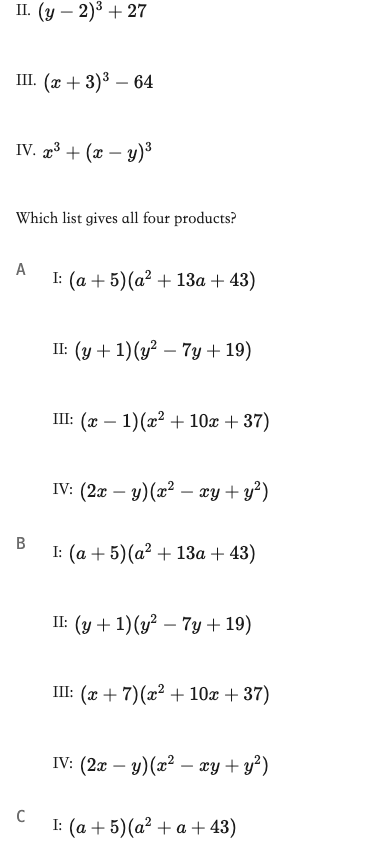 II. (y − 2)³ + 27
III. (x + 3)³ − 64
IV. x³ + (x − y)³
Which list gives all four products?
A
I: (a + 5)(a² + 13a + 43)
II: (y + 1)(y² − 7y + 19)
III: (x − 1)(x² + 10x + 37)
IV: (2x − y)(x² − xy + y²)
B
I: (a + 5)(a² + 13a + 43)
II: (y + 1)(y² − 7y + 19)
III: (x + 7)(x² + 10x + 37)
IV: (2x − y)(x² − xy + y²)
C
I: (a + 5)(a² + a + 43)